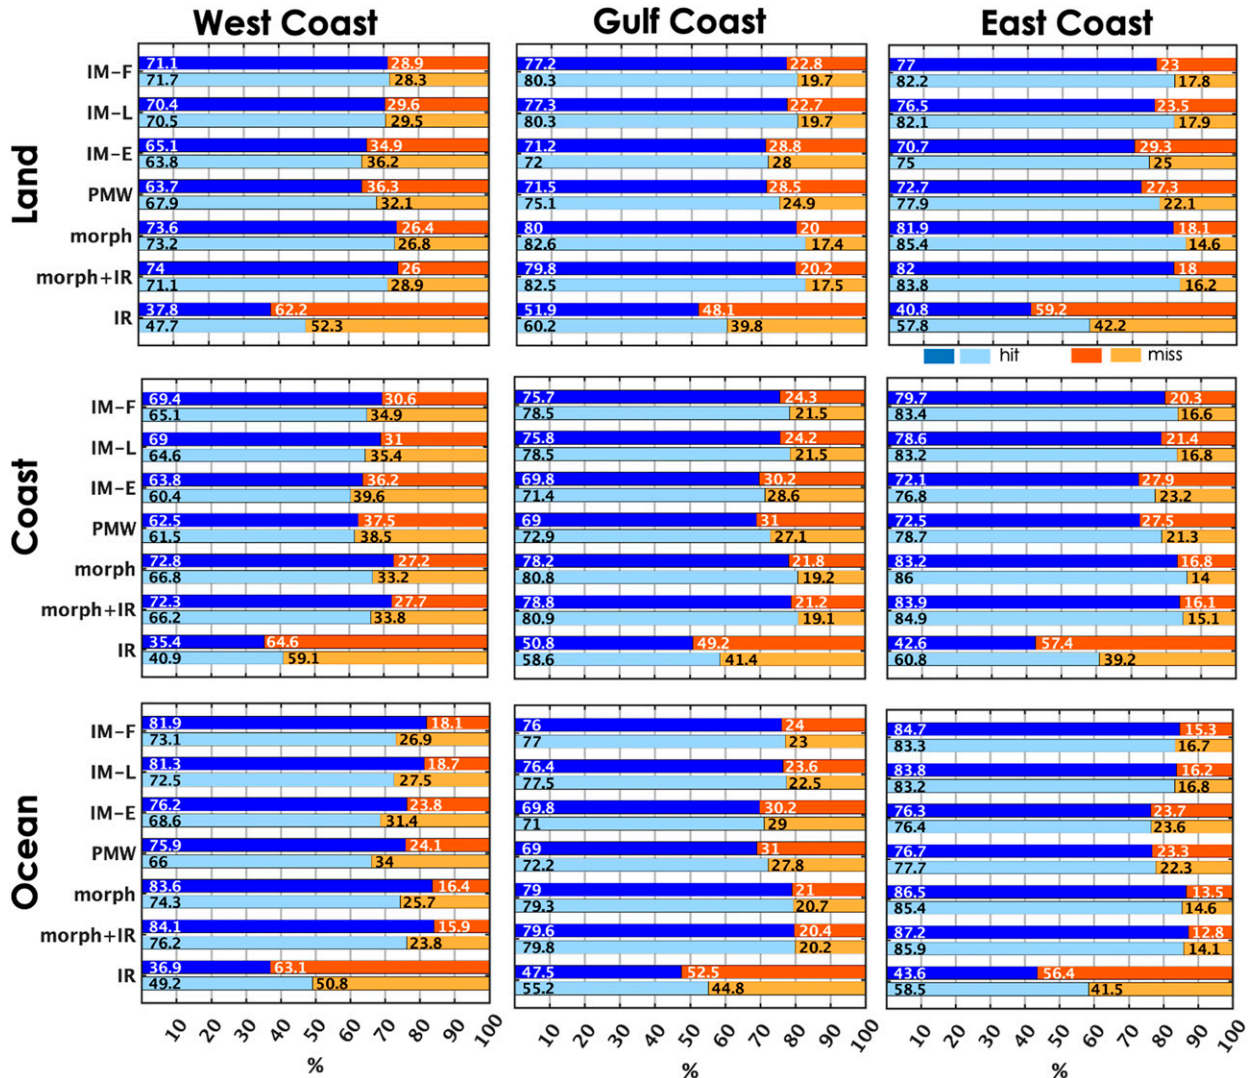 West Coast Gulf Coast East Coast
Land
IM-F 71.1 28.9 77.2 22.8 77 23
71.7 28.3 80.3 19.7 82.2 17.8
IM-L 70.4 29.6 77.3 22.7 76.5 23.5
70.5 29.5 80.3 19.7 82.1 17.9
IM-E 65.1 34.9 71.2 28.8 70.7 29.3
63.8 36.2 72 28 75 25
PMW 63.7 36.3 71.5 28.5 72.7 27.3
67.9 32.1 75.1 24.9 77.9 22.1
morph 73.6 26.4 80 20 81.9 18.1
73.2 26.8 82.6 17.4 85.4 14.6
morph+IR 74 26 79.8 20.2 82 18
71.1 28.9 82.5 17.5 83.8 16.2
IR 37.8 62.2 51.9 48.1 40.8 59.2
47.7 52.3 60.2 39.8 57.8 42.2
hit miss
Coast
IM-F 69.4 30.6 75.7 24.3 79.7 20.3
65.1 34.9 78.5 21.5 83.4 16.6
IM-L 69 31 75.8 24.2 78.6 21.4
64.6 35.4 78.5 21.5 83.2 16.8
IM-E 63.8 36.2 69.8 30.2 72.1 27.9
60.4 39.6 71.4 28.6 76.8 23.2
PMW 62.5 37.5 69 31 72.5 27.5
61.5 38.5 72.9 27.1 78.7 21.3
morph 72.8 27.2 78.2 21.8 83.2 16.8
66.8 33.2 80.8 19.2 86 14
morph+IR 72.3 27.7 78.8 21.2 83.9 16.1
66.2 33.8 80.9 19.1 84.9 15.1
IR 35.4 64.6 50.8 49.2 42.6 57.4
40.9 59.1 58.6 41.4 60.8 39.2
Ocean
IM-F 81.9 18.1 76 24 84.7 15.3
73.1 26.9 77 23 83.3 16.7
IM-L 81.3 18.7 76.4 23.6 83.8 16.2
72.5 27.5 77.5 22.5 83.2 16.8
IM-E 76.2 23.8 69.8 30.2 76.3 23.7
68.6 31.4 71 29 76.4 23.6
PMW 75.9 24.1 69 31 76.7 23.3
66 34 72.2 27.8 77.7 22.3
morph 83.6 16.4 79 21 86.5 13.5
74.3 25.7 79.3 20.7 85.4 14.6
morph+IR 84.1 15.9 79.6 20.4 87.2 12.8
76.2 23.8 79.8 20.2 85.9 14.1
IR 36.9 63.1 47.5 52.5 43.6 56.4
49.2 50.8 55.2 44.8 58.5 41.5
10 20 30 40 50 60 70 80 90 100 10 20 30 40 50 60 70 80 90 100 10 20 30 40 50 60 70 80 90 100
% % %